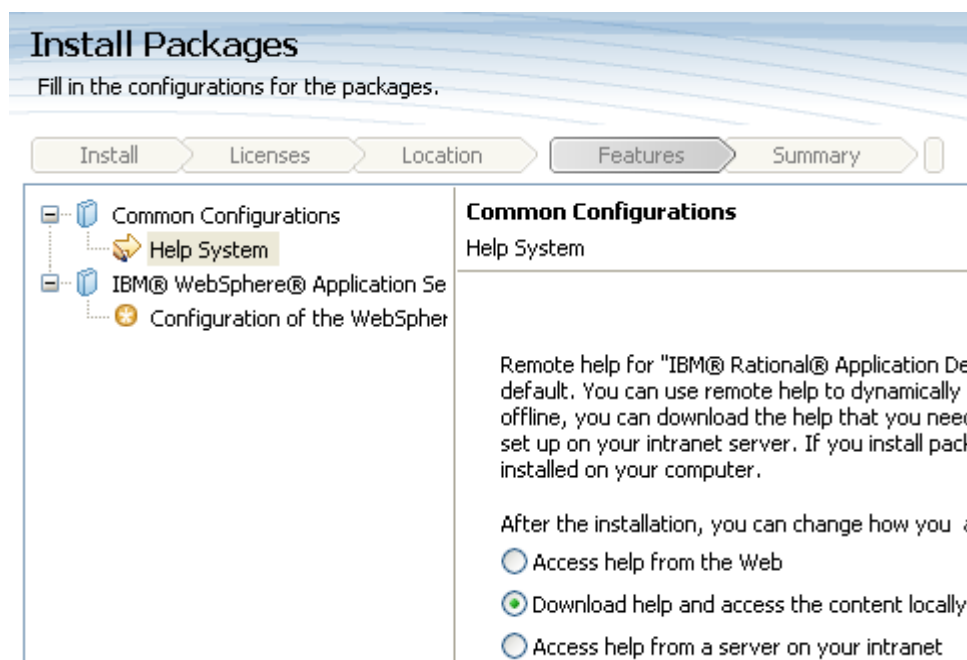 Install Packages
Fill in the configurations for the packages.
Install Licenses Location Features Summary
Common Configurations
Help System
IBM® WebSphere® Application Se
Configuration of the WebSpher
Common Configurations
Help System
Remote help for "IBM® Rational® Application De
default. You can use remote help to dynamically
offline, you can download the help that you need
set up on your intranet server. If you install pac
installed on your computer.
After the installation, you can change how you a
Access help from the Web
Download help and access the content locally
Access help from a server on your intranet